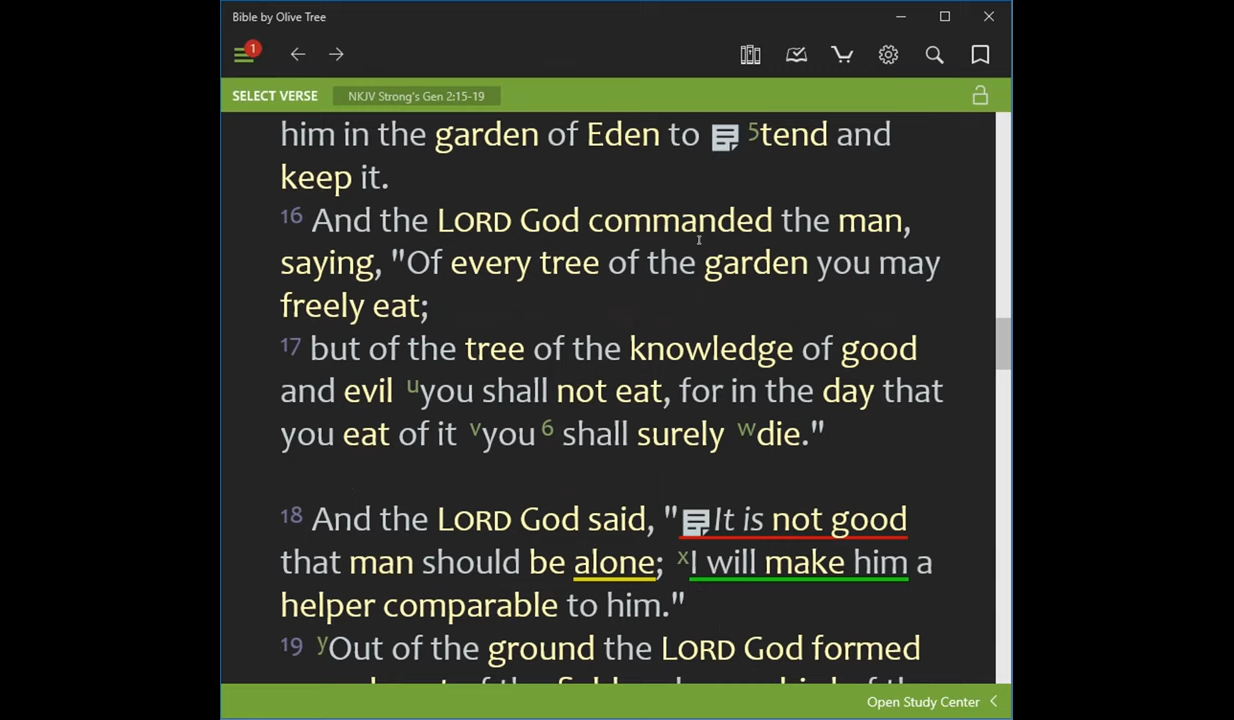 Bible by Olive Tree
1
SELECT VERSE NKJV Strong's Gen 2:15-19
him in the garden of Eden to 5tend and
keep it.
16 And the LORD God commanded the man,
saying, "Of every tree of the garden you may
freely eat;
17 but of the tree of the knowledge of good
and evil uyou shall not eat, for in the day that
you eat of it vyou6 shall surely wdie."
18 And the LORD God said, "It is not good
that man should be alone; xI will make him a
helper comparable to him."
19 yOut of the ground the LORD God formed
Open Study Center